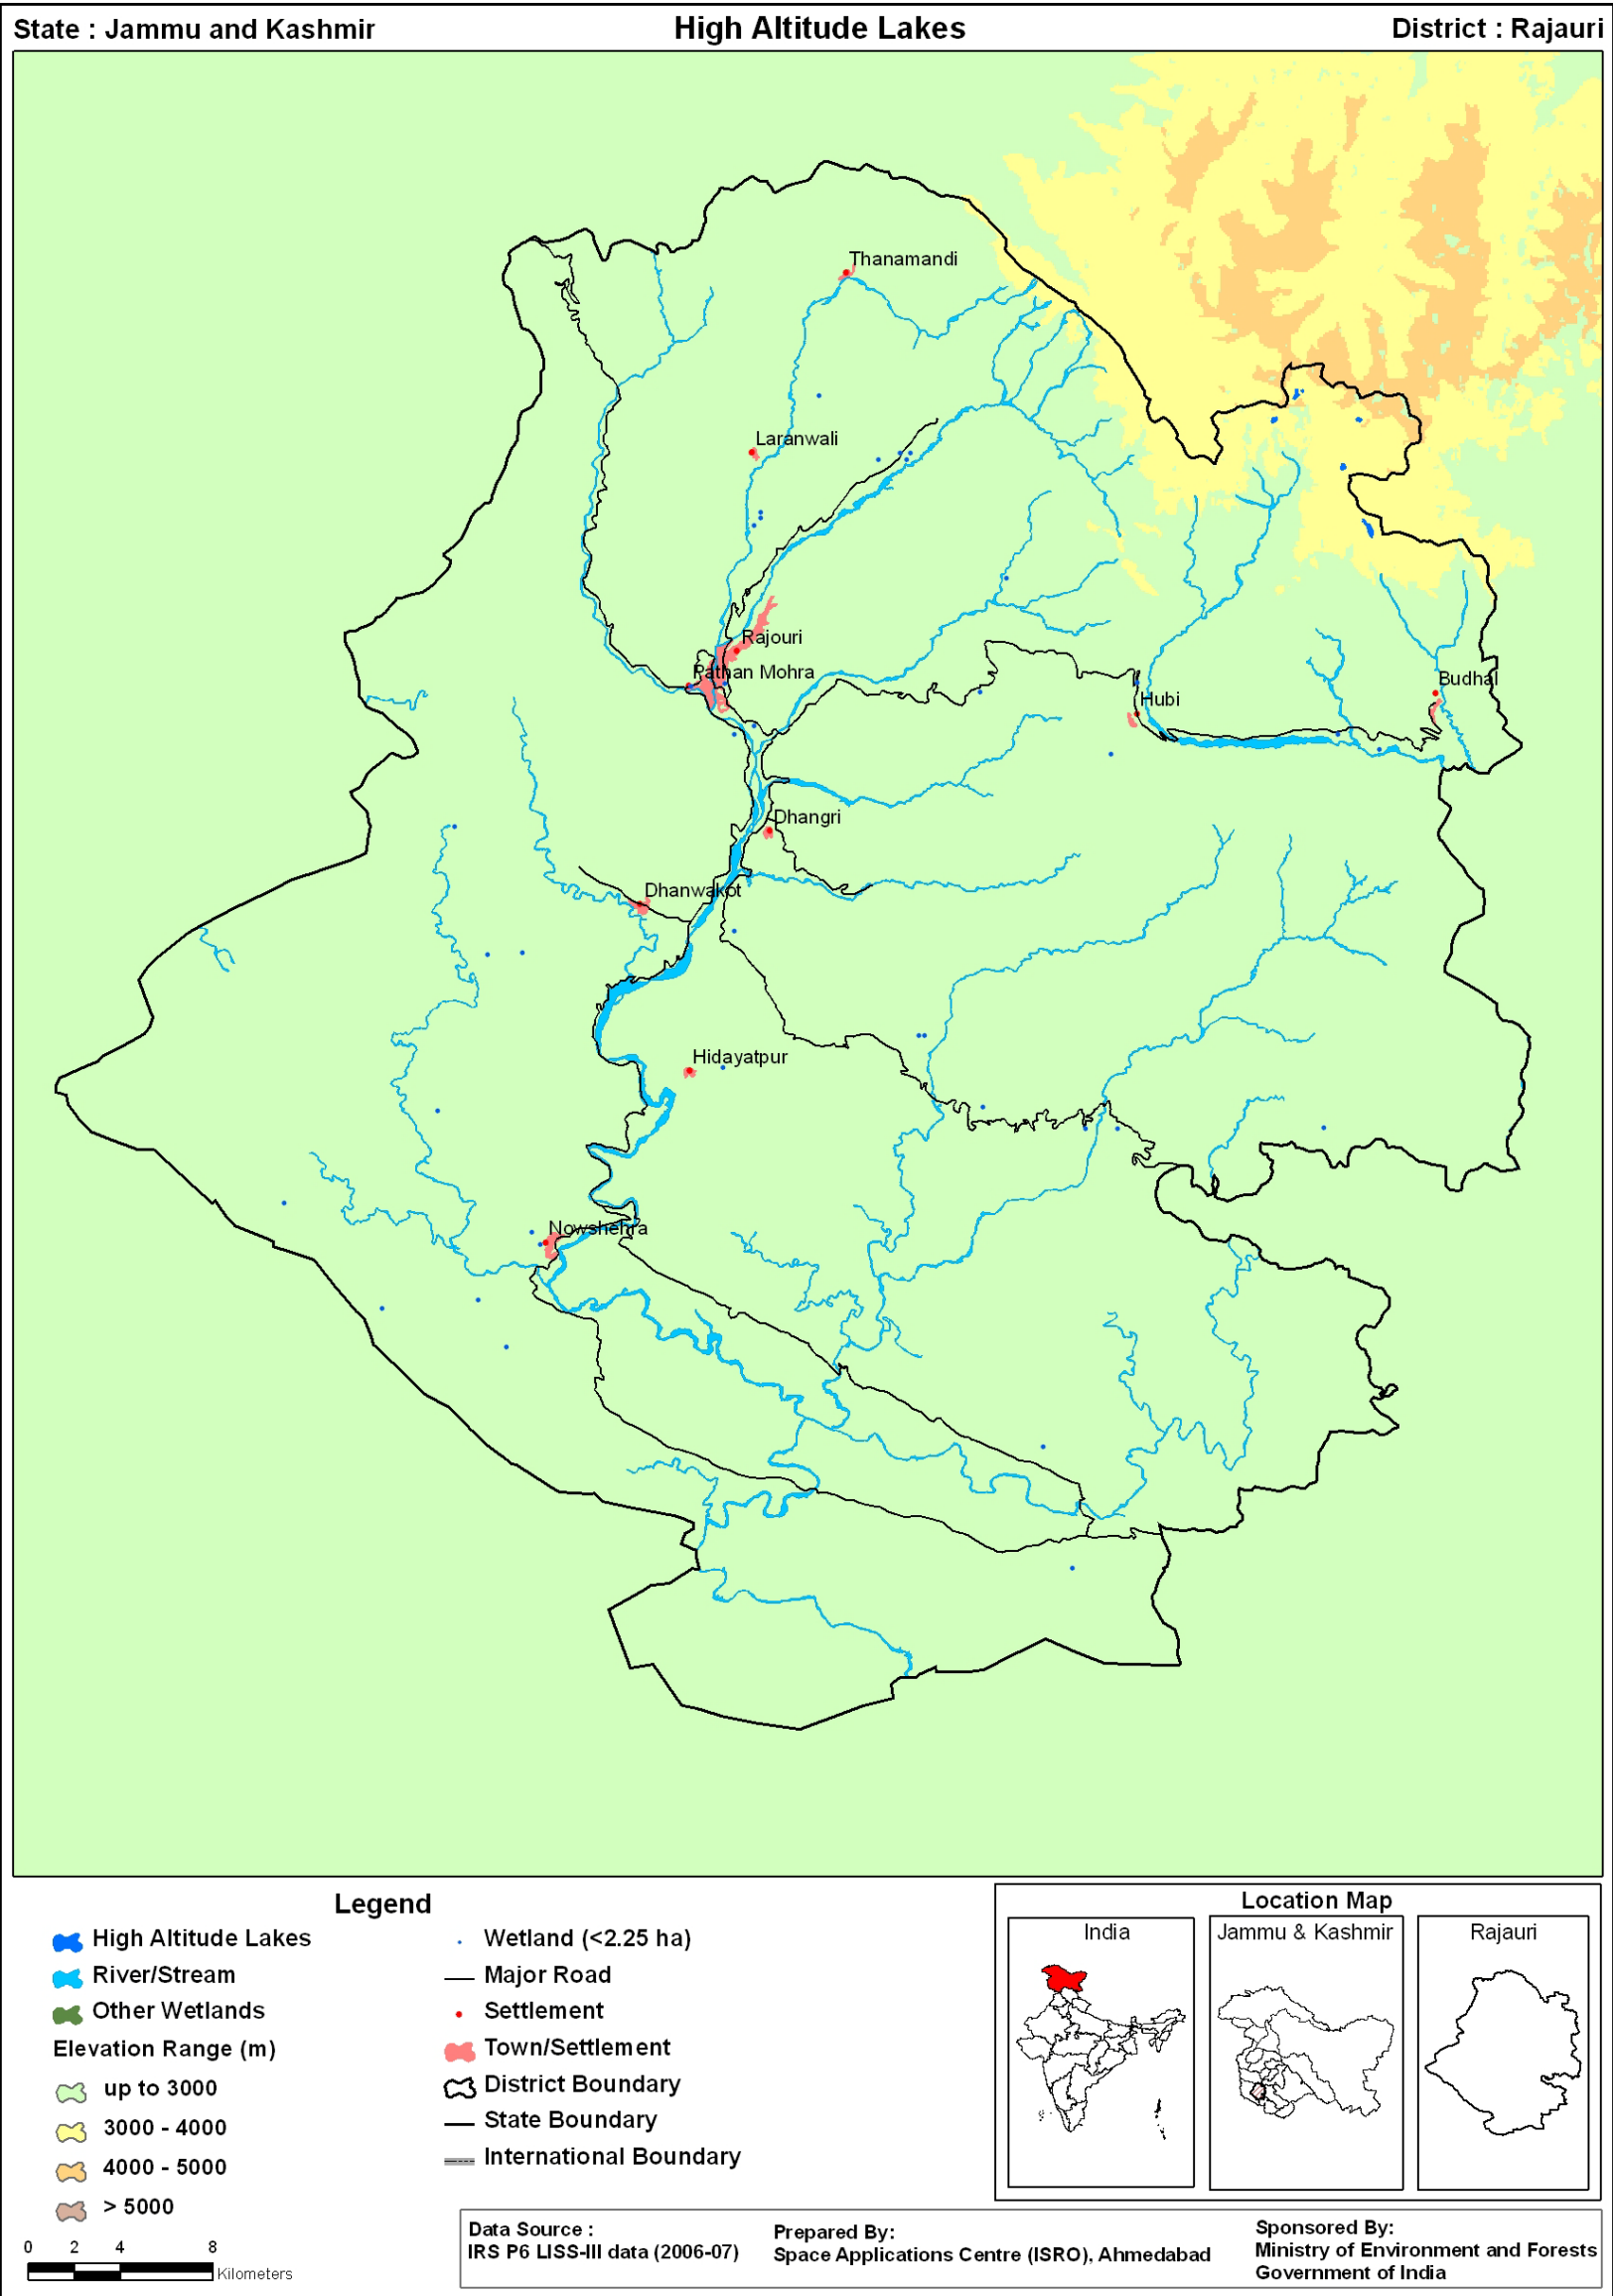 State : Jammu and Kashmir
High Altitude Lakes
District : Rajauri
Thanamandi
Laranwali
Rajouri
Pathan Mohra
Budhal
Hubi
Dhangri
Dhanwakot
Hidayatpur
Nowshehra
Legend
High Altitude Lakes
River/Stream
Other Wetlands
Elevation Range (m)
up to 3000
3000 - 4000
4000 - 5000
> 5000
0 2 4 8
Kilometers
Wetland (<2.25 ha)
Major Road
Settlement
Town/Settlement
District Boundary
State Boundary
International Boundary
Location Map
India
Jammu & Kashmir
Rajauri
Data Source :
IRS P6 LISS-III data (2006-07)
Prepared By:
Space Applications Centre (ISRO), Ahmedabad
Sponsored By:
Ministry of Environment and Forests
Government of India